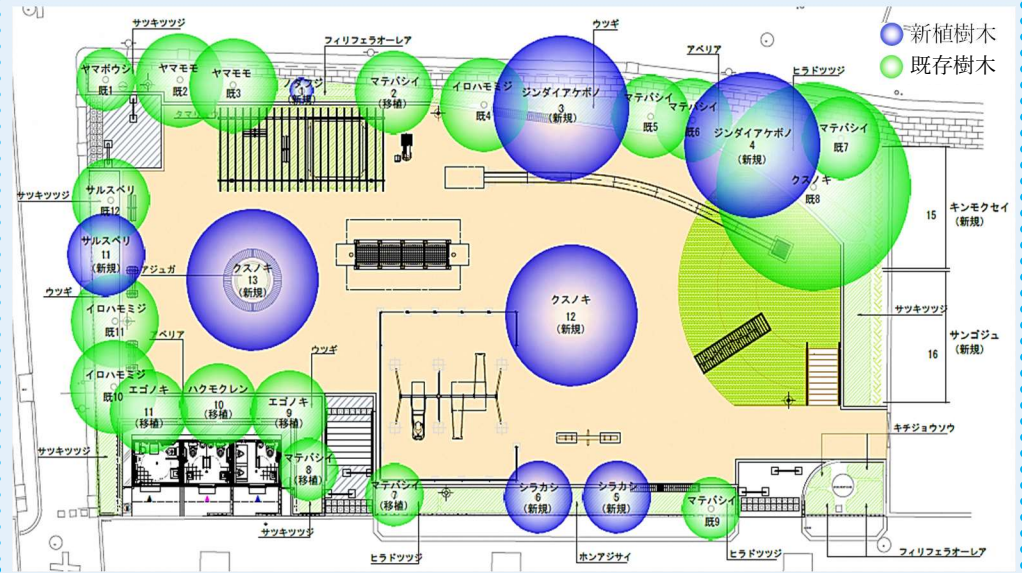 サツキツツジ
フィリフェラオーレア
ウツギ
アベリア
ヒラドツツジ
新植樹木
既存樹木
ヤマボウシ
既1
ヤマモモ
既2
ヤマモモ
既3
ノダフジ
1
(新規)
マテバシイ
2
(移植)
イロハモミジ
既4
ジンダイアケボノ
3
(新規)
マテバシイ
既5
マテバシイ
既6
ジンダイアケボノ
4
(新規)
マテバシイ
既7
クスノキ
既8
サツキツツジ
サルスベリ
既12
サルスベリ
11
(新規)
アジュガ
クスノキ
13
(新規)
ウツギ
イロハモミジ
既11
アベリア
クスノキ
12
(新規)
15
キンモクセイ
(新規)
サツキツツジ
16
サンゴジュ
(新規)
イロハモミジ
既10
エゴノキ
11
(移植)
ハクモクレン
10
(移植)
エゴノキ
9
(移植)
ウツギ
サツキツツジ
マテバシイ
8
(移植)
マテバシイ
7
(移植)
シラカシ
6
(新規)
シラカシ
5
(新規)
マテバシイ
既9
キチジョウソウ
サツキツツジ
ヒラドツツジ
ホンアジサイ
ヒラドツツジ
フィリフェラオーレア